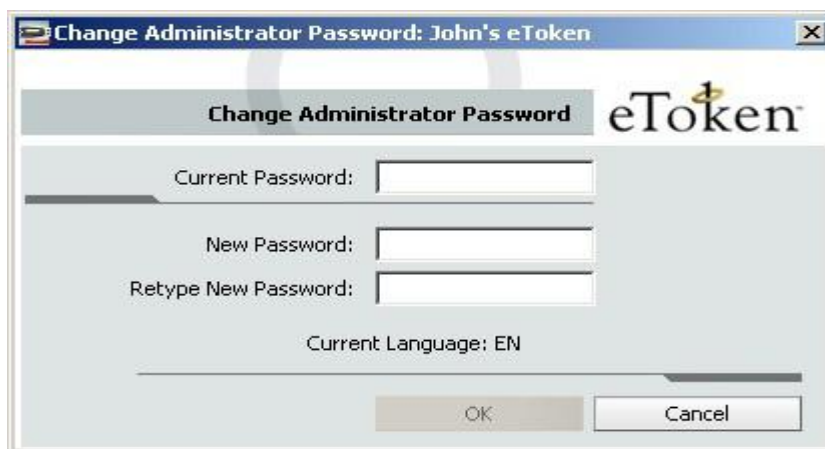 Change Administrator Password: John's eToken
Change Administrator Password
eToken
Current Password:
New Password:
Retype New Password:
Current Language: EN
OK
Cancel